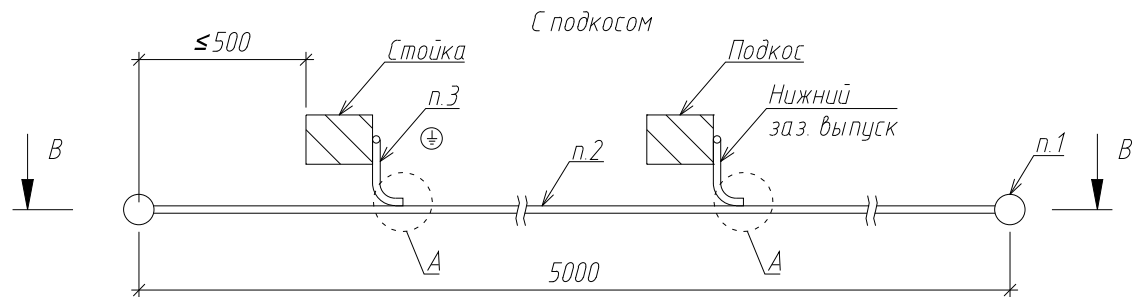 С подкосом
≤500
Стойка
Подкос
п.3
Нижний
заз. выпуск
В
п.2
п.1
В
А
А
5000